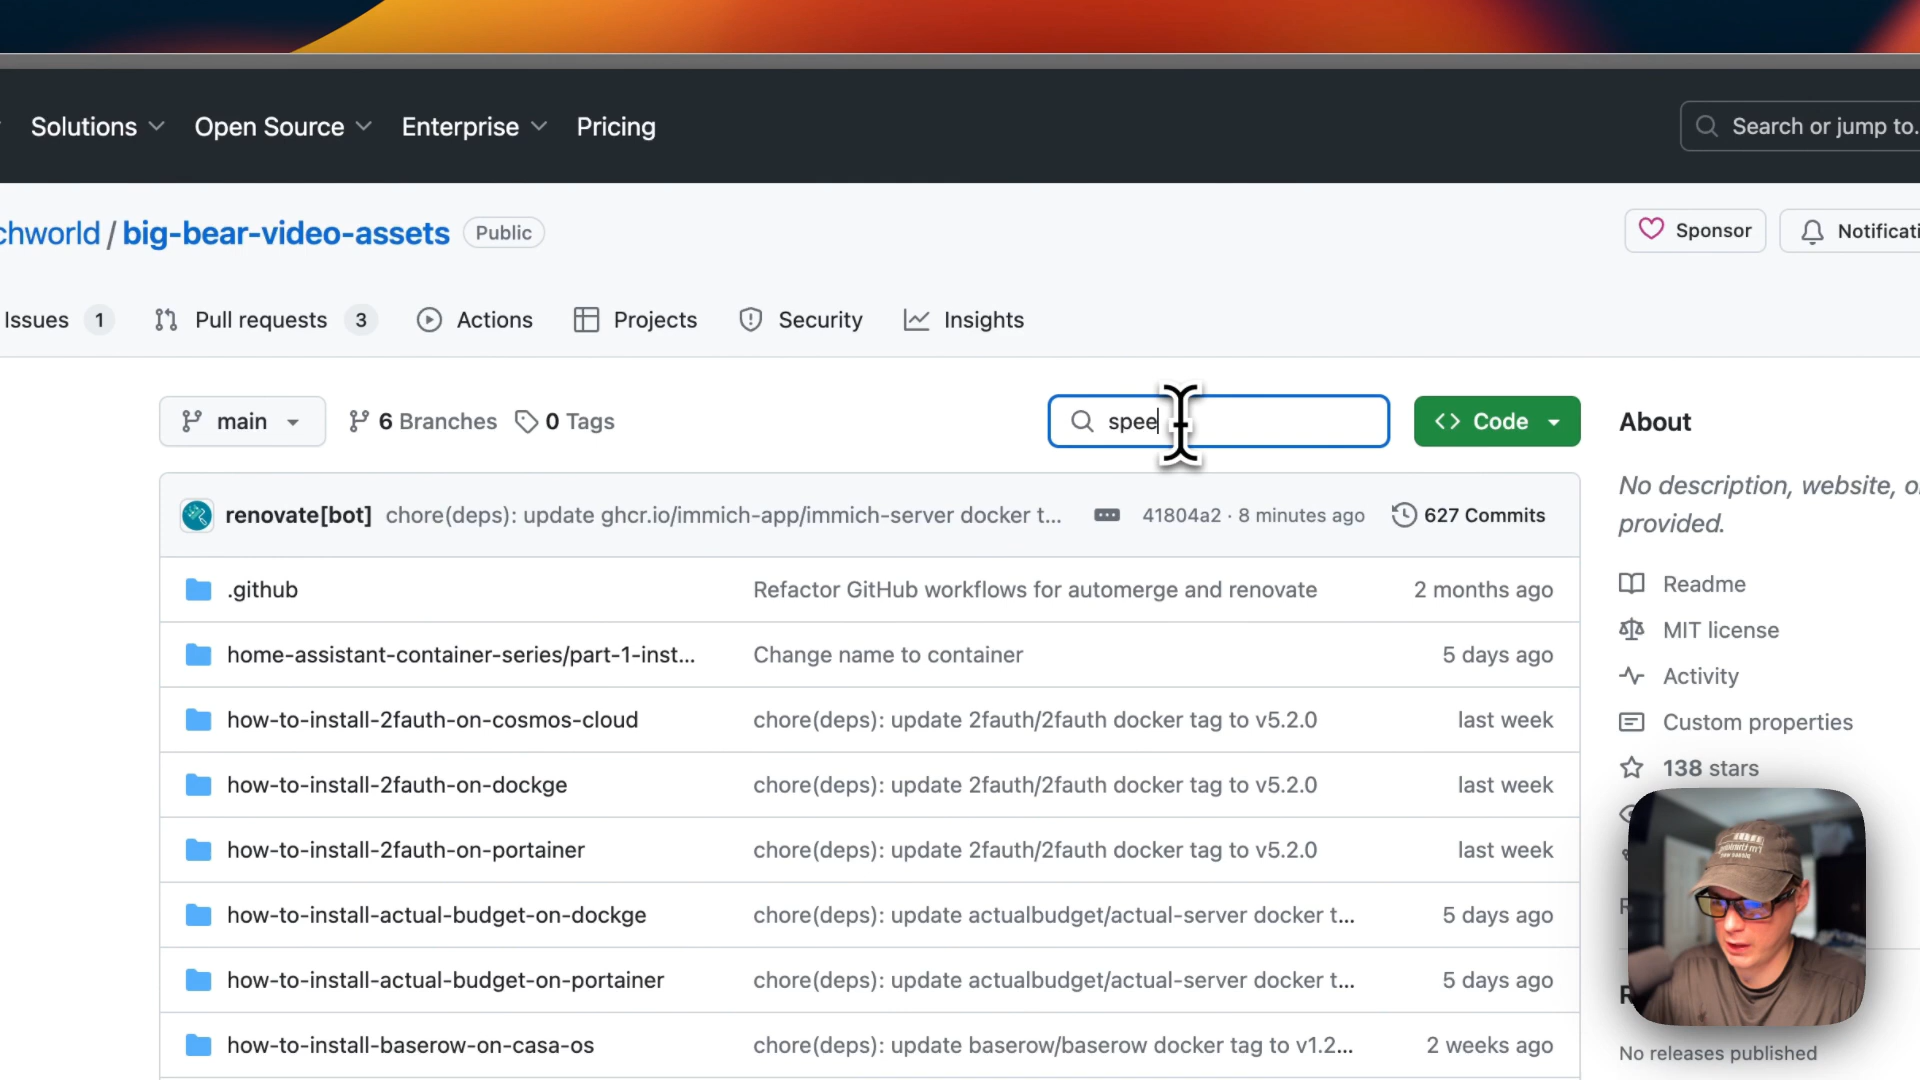 Solutions Open Source Enterprise Pricing Search or jump to.
chworld / big-bear-video-assets Public Sponsor Notificati
Issues 1 Pull requests 3 Actions Projects Security Insights
main 6 Branches 0 Tags spee Code About
No description, website, o
provided.
renovate[bot] chore(deps): update ghcr.io/immich-app/immich-server docker t... 41804a2 · 8 minutes ago 627 Commits
.github Refactor GitHub workflows for automerge and renovate 2 months ago
Readme
MIT license
home-assistant-container-series/part-1-inst... Change name to container 5 days ago
Activity
how-to-install-2fauth-on-cosmos-cloud chore(deps): update 2fauth/2fauth docker tag to v5.2.0 last week
Custom properties
138 stars
how-to-install-2fauth-on-dockge chore(deps): update 2fauth/2fauth docker tag to v5.2.0 last week
how-to-install-2fauth-on-portainer chore(deps): update 2fauth/2fauth docker tag to v5.2.0 last week
how-to-install-actual-budget-on-dockge chore(deps): update actualbudget/actual-server docker t... 5 days ago
how-to-install-actual-budget-on-portainer chore(deps): update actualbudget/actual-server docker t... 5 days ago
how-to-install-baserow-on-casa-os chore(deps): update baserow/baserow docker tag to v1.2... 2 weeks ago
No releases published